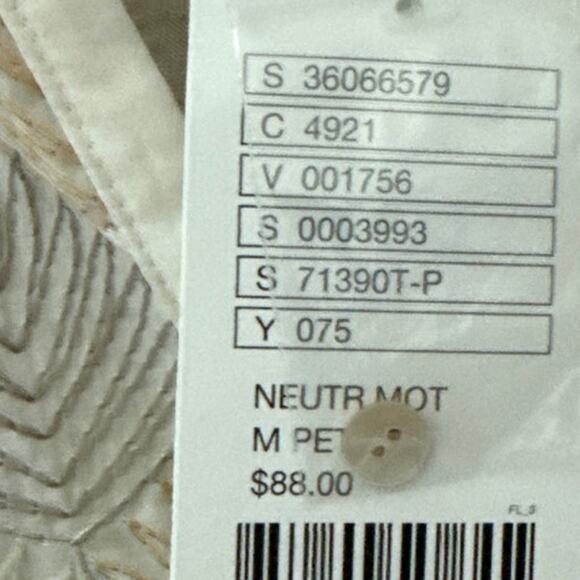 S 36066579
C 4921
V 001756
S 0003993
S 71390T-P
Y 075
NEUTR MOT
M PET
$88.00